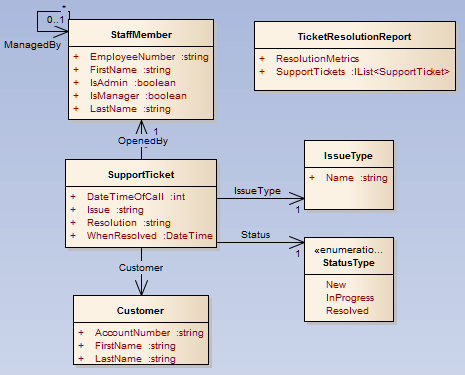 *
0..1
ManagedBy
StaffMember
+ EmployeeNumber :string
+ FirstName :string
+ IsAdmin :boolean
+ IsManager :boolean
+ LastName :string
TicketResolutionReport
+ ResolutionMetrics
+ SupportTickets :IList<SupportTicket>
1
OpenedBy
SupportTicket
+ DateTimeOfCall :int
+ Issue :string
+ Resolution :string
+ WhenResolved :DateTime
IssueType
1
IssueType
+ Name :string
Status
1
«enumeratio...
StatusType
New
InProgress
Resolved
Customer
Customer
+ AccountNumber :string
+ FirstName :string
+ LastName :string